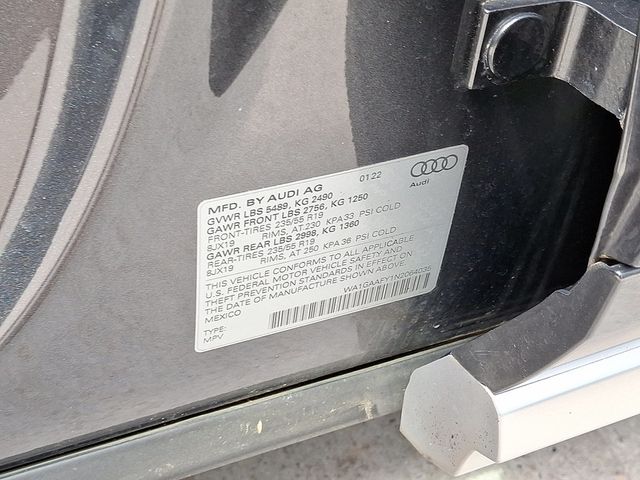 MFD. BY AUDI AG 01.22
Audi
GVWR LBS 5489, KG 2490
GAWR FRONT LBS 2756, KG 1250
FRONT-TIRES 235/55 R19
8JX19 RIMS, AT 230 KPA 33 PSI COLD
GAWR REAR LBS 2998, KG 1360
REAR-TIRES 235/55 R19
8JX19 RIMS, AT 250 KPA 36 PSI COLD
THIS VEHICLE CONFORMS TO ALL APPLICABLE
U.S. FEDERAL MOTOR VEHICLE SAFETY AND
THEFT PREVENTION STANDARDS IN EFFECT ON
THE DATE OF MANUFACTURE SHOWN ABOVE.
MEXICO WA1GAAFY1N2064035
TYPE:
MPV